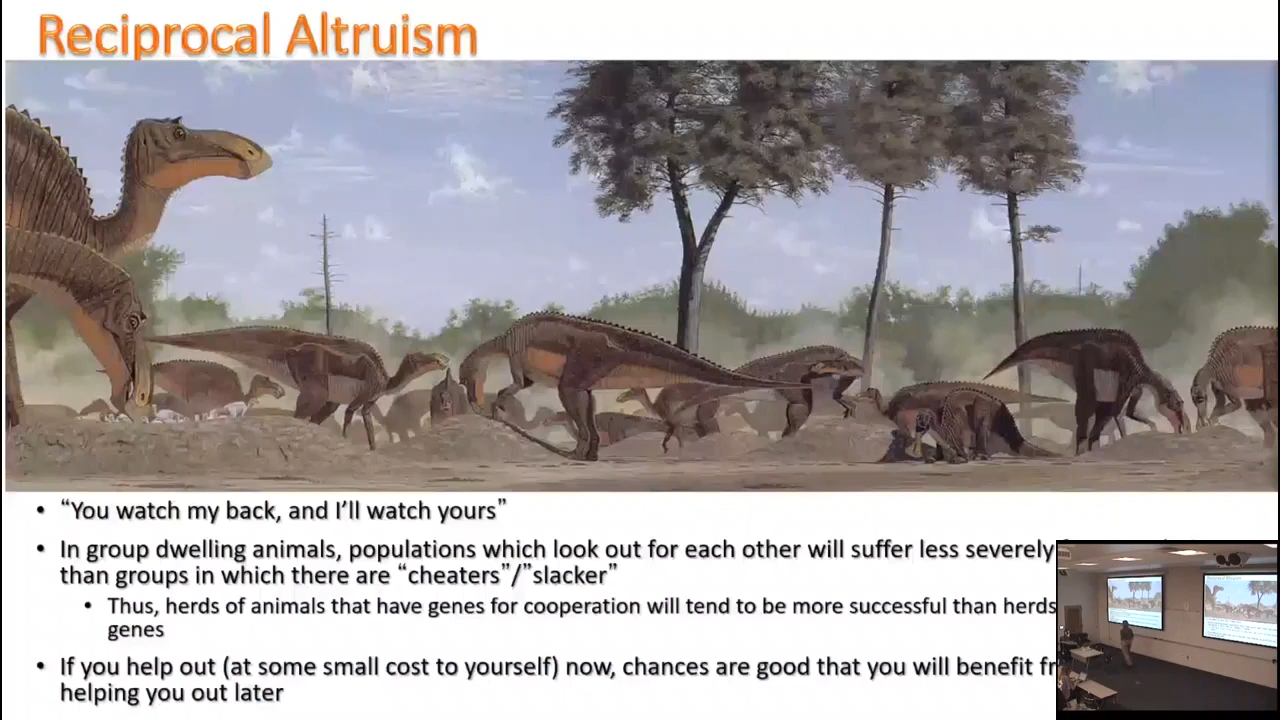 Reciprocal Altruism
• “You watch my back, and I’ll watch yours”
• In group dwelling animals, populations which look out for each other will suffer less severely
than groups in which there are “cheaters”/”slacker”
• Thus, herds of animals that have genes for cooperation will tend to be more successful than herds
genes
• If you help out (at some small cost to yourself) now, chances are good that you will benefit
helping you out later